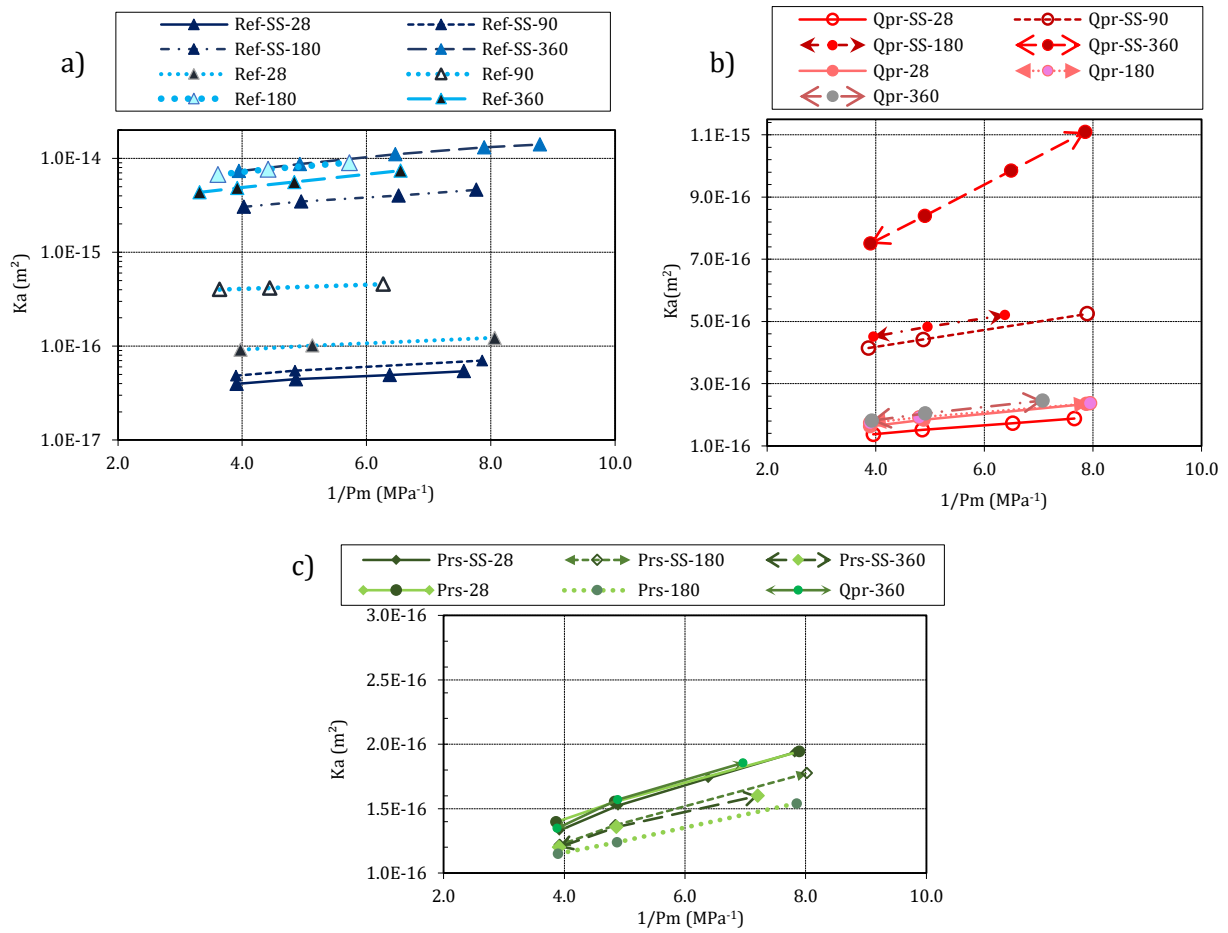 a)
Ref-SS-28 Ref-SS-90
Ref-SS-180 Ref-SS-360
Ref-28 Ref-90
Ref-180 Ref-360
1.0E-14
1.0E-15
1.0E-16
1.0E-17
Ka (m²)
2.0 4.0 6.0 8.0 10.0
1/Pm (MPa⁻¹)
b)
Qpr-SS-28 Qpr-SS-90
Qpr-SS-180 Qpr-SS-360
Qpr-28 Qpr-180
Qpr-360
1.1E-15
9.0E-16
7.0E-16
5.0E-16
3.0E-16
1.0E-16
Ka(m²)
2.0 4.0 6.0 8.0 10.0
1/Pm (MPa⁻¹)
c)
Prs-SS-28 Prs-SS-180 Prs-SS-360
Prs-28 Prs-180 Qpr-360
3.0E-16
2.5E-16
2.0E-16
1.5E-16
1.0E-16
Ka (m²)
2.0 4.0 6.0 8.0 10.0
1/Pm (MPa⁻¹)